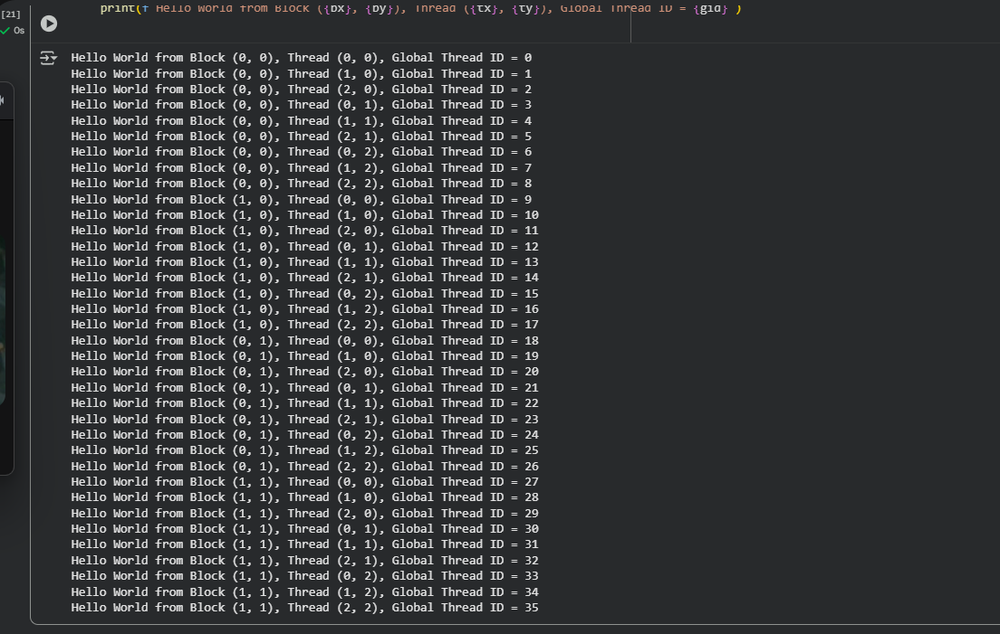 [21]
print(f"Hello World from Block ({bx}, {by}), Thread ({tx}, {ty}), Global Thread ID = {gid}")
0s
Hello World from Block (0, 0), Thread (0, 0), Global Thread ID = 0
Hello World from Block (0, 0), Thread (1, 0), Global Thread ID = 1
Hello World from Block (0, 0), Thread (2, 0), Global Thread ID = 2
Hello World from Block (0, 0), Thread (0, 1), Global Thread ID = 3
Hello World from Block (0, 0), Thread (1, 1), Global Thread ID = 4
Hello World from Block (0, 0), Thread (2, 1), Global Thread ID = 5
Hello World from Block (0, 0), Thread (0, 2), Global Thread ID = 6
Hello World from Block (0, 0), Thread (1, 2), Global Thread ID = 7
Hello World from Block (0, 0), Thread (2, 2), Global Thread ID = 8
Hello World from Block (1, 0), Thread (0, 0), Global Thread ID = 9
Hello World from Block (1, 0), Thread (1, 0), Global Thread ID = 10
Hello World from Block (1, 0), Thread (2, 0), Global Thread ID = 11
Hello World from Block (1, 0), Thread (0, 1), Global Thread ID = 12
Hello World from Block (1, 0), Thread (1, 1), Global Thread ID = 13
Hello World from Block (1, 0), Thread (2, 1), Global Thread ID = 14
Hello World from Block (1, 0), Thread (0, 2), Global Thread ID = 15
Hello World from Block (1, 0), Thread (1, 2), Global Thread ID = 16
Hello World from Block (1, 0), Thread (2, 2), Global Thread ID = 17
Hello World from Block (0, 1), Thread (0, 0), Global Thread ID = 18
Hello World from Block (0, 1), Thread (1, 0), Global Thread ID = 19
Hello World from Block (0, 1), Thread (2, 0), Global Thread ID = 20
Hello World from Block (0, 1), Thread (0, 1), Global Thread ID = 21
Hello World from Block (0, 1), Thread (1, 1), Global Thread ID = 22
Hello World from Block (0, 1), Thread (2, 1), Global Thread ID = 23
Hello World from Block (0, 1), Thread (0, 2), Global Thread ID = 24
Hello World from Block (0, 1), Thread (1, 2), Global Thread ID = 25
Hello World from Block (0, 1), Thread (2, 2), Global Thread ID = 26
Hello World from Block (1, 1), Thread (0, 0), Global Thread ID = 27
Hello World from Block (1, 1), Thread (1, 0), Global Thread ID = 28
Hello World from Block (1, 1), Thread (2, 0), Global Thread ID = 29
Hello World from Block (1, 1), Thread (0, 1), Global Thread ID = 30
Hello World from Block (1, 1), Thread (1, 1), Global Thread ID = 31
Hello World from Block (1, 1), Thread (2, 1), Global Thread ID = 32
Hello World from Block (1, 1), Thread (0, 2), Global Thread ID = 33
Hello World from Block (1, 1), Thread (1, 2), Global Thread ID = 34
Hello World from Block (1, 1), Thread (2, 2), Global Thread ID = 35